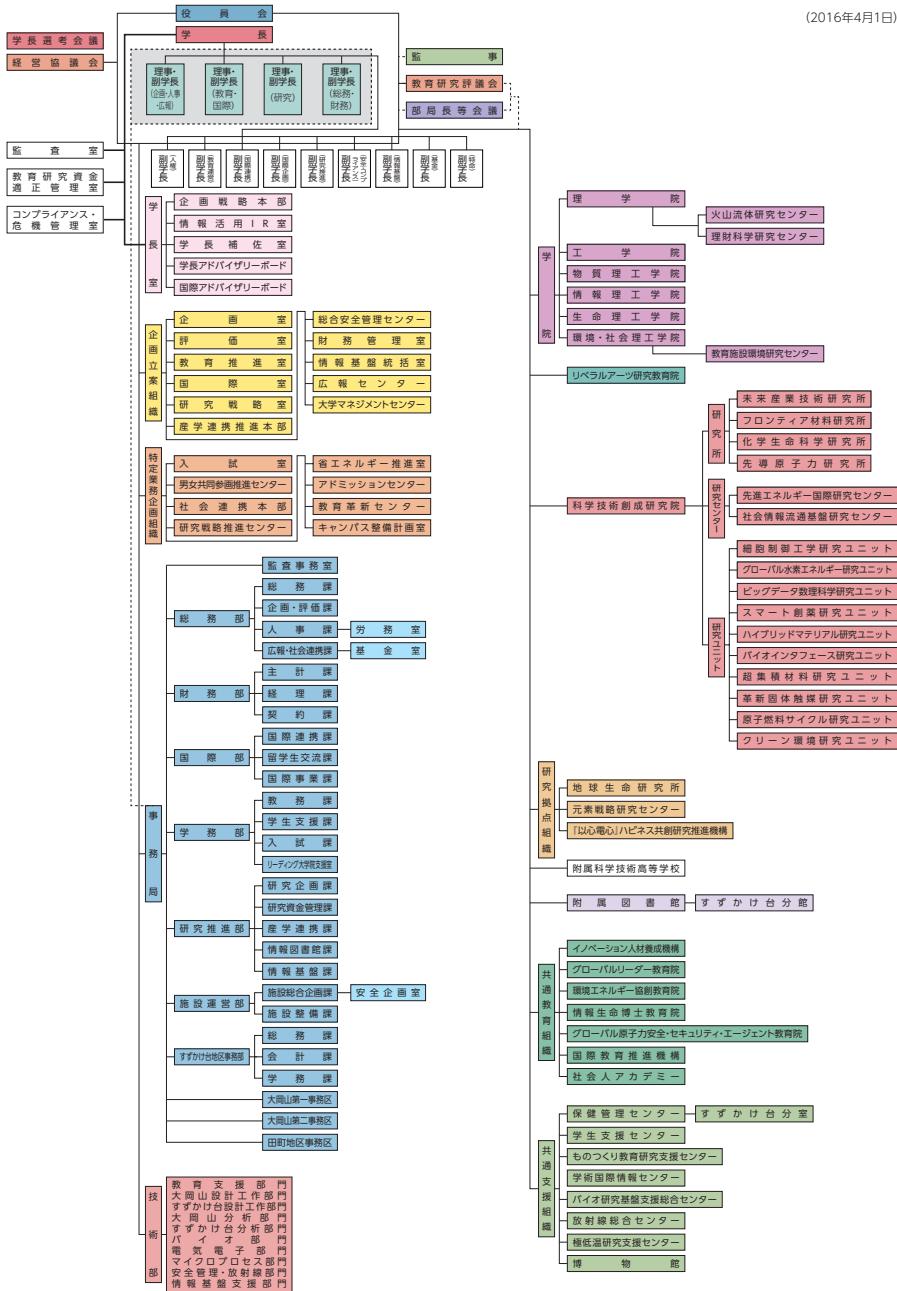 (2016年4月1日)
役員会
学長
学長選考会議
経営協議会
理事・副学長(企画・人事・広報)
理事・副学長(教育・国際)
理事・副学長(研究)
理事・副学長(総務・財務)
監事
教育研究評議会
部局長等会議
副学長(人権)
副学長(教育運営)
副学長(国際連携)
副学長(国際企画)
副学長(研究推進)
副学長(安全・コンプライアンス)
副学長(情報基盤)
副学長(基金)
副学長(特命)
監査室
教育研究資金適正管理室
コンプライアンス・危機管理室
学長室
企画戦略本部
情報活用IR室
学長補佐室
学長アドバイザリーボード
国際アドバイザリーボード
企画立案組織
企画室
評価室
教育推進室
国際室
研究戦略室
産学連携推進本部
総合安全管理センター
財務管理室
情報基盤統括室
広報センター
大学マネジメントセンター
特定業務企画組織
入試室
男女共同参画推進センター
社会連携本部
研究戦略推進センター
省エネルギー推進室
アドミッションセンター
教育革新センター
キャンパス整備計画室
事務局
監査事務室
総務部
総務課
企画・評価課
人事課
労務室
広報・社会連携課
基金室
財務部
主計課
経理課
契約課
国際部
国際連携課
留学生交流課
国際事業課
学務部
教務課
学生支援課
入試課
リーディング大学院支援室
研究推進部
研究企画課
研究資金管理課
産学連携課
情報図書館課
情報基盤課
施設運営部
施設総合企画課
安全企画室
施設整備課
すずかけ台地区事務部
総務課
会計課
学務課
大岡山第一事務区
大岡山第二事務区
田町地区事務区
技術部
教育支援部門
大岡山設計工作部門
すずかけ台設計工作部門
大岡山分析部門
すずかけ台分析部門
バイオ部門
電気電子部門
マイクロプロセス部門
安全管理・放射線部門
情報基盤支援部門
学院
理学院
火山流体研究センター
理財科学研究センター
工学院
物質理工学院
情報理工学院
生命理工学院
環境・社会理工学院
教育施設環境研究センター
リベラルアーツ研究教育院
科学技術創成研究院
研究所
未来産業技術研究所
フロンティア材料研究所
化学生命科学研究所
先導原子力研究所
研究センター
先進エネルギー国際研究センター
社会情報流通基盤研究センター
研究ユニット
細胞制御工学研究ユニット
グローバル水素エネルギー研究ユニット
ビッグデータ数理科学研究ユニット
スマート創薬研究ユニット
ハイブリッドマテリアル研究ユニット
バイオインタフェース研究ユニット
超集積材料研究ユニット
革新固体触媒研究ユニット
原子燃料サイクル研究ユニット
クリーン環境研究ユニット
研究拠点組織
地球生命研究所
元素戦略研究センター
『以心電心』ハピネス共創研究推進機構
附属科学技術高等学校
附属図書館
すずかけ台分館
共通教育組織
イノベーション人材養成機構
グローバルリーダー教育院
環境エネルギー協創教育院
情報生命博士教育院
グローバル原子力安全・セキュリティ・エージェント教育院
国際教育推進機構
社会人アカデミー
共通支援組織
保健管理センター
すずかけ台分室
学生支援センター
ものつくり教育研究支援センター
学術国際情報センター
バイオ研究基盤支援総合センター
放射線総合センター
極低温研究支援センター
博物館